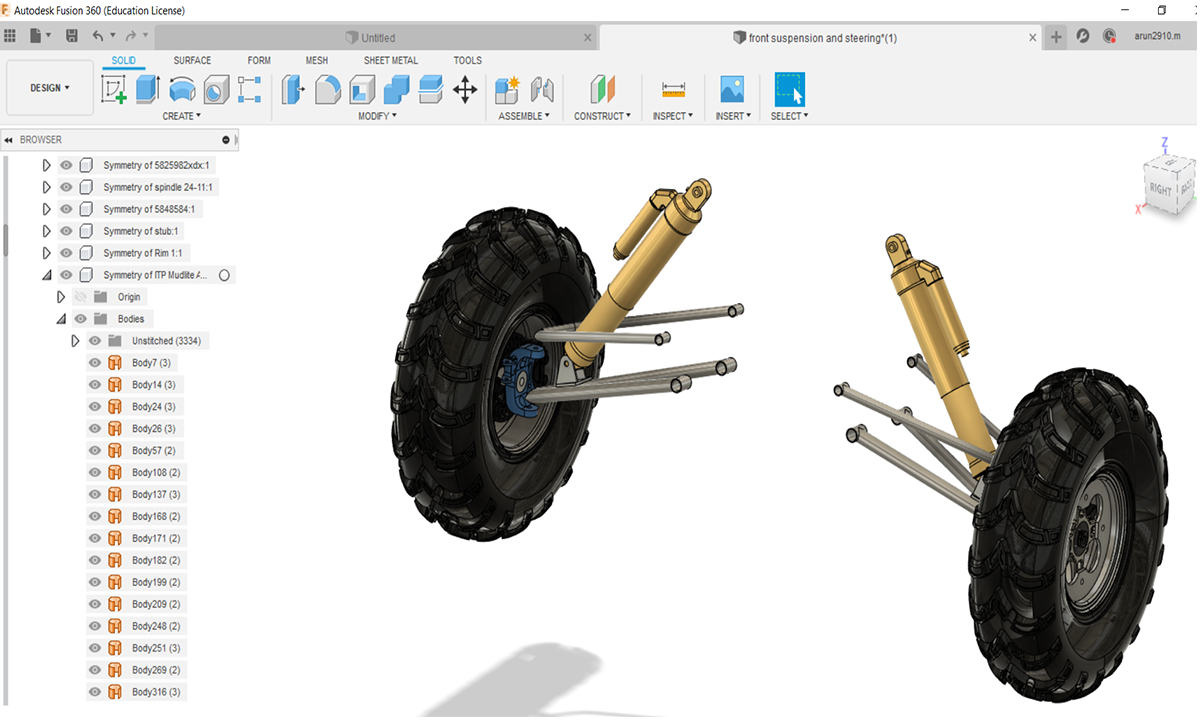 Autodesk Fusion 360 (Education License)
Untitled
front suspension and steering*(1)
arun2910.m
SOLID SURFACE FORM MESH SHEET METAL TOOLS
DESIGN
CREATE MODIFY ASSEMBLE CONSTRUCT INSPECT INSERT SELECT
BROWSER
Symmetry of 5825982xdx:1
Symmetry of spindle 24-11:1
Symmetry of 5848584:1
Symmetry of stub:1
Symmetry of Rim 1:1
Symmetry of ITP Mudlite A...
Origin
Bodies
Unstitched (3334)
Body7 (3)
Body14 (3)
Body24 (3)
Body26 (3)
Body57 (2)
Body108 (2)
Body137 (3)
Body168 (2)
Body171 (2)
Body182 (2)
Body199 (2)
Body209 (2)
Body248 (2)
Body251 (3)
Body269 (2)
Body316 (3)
Z
RIGHT
X